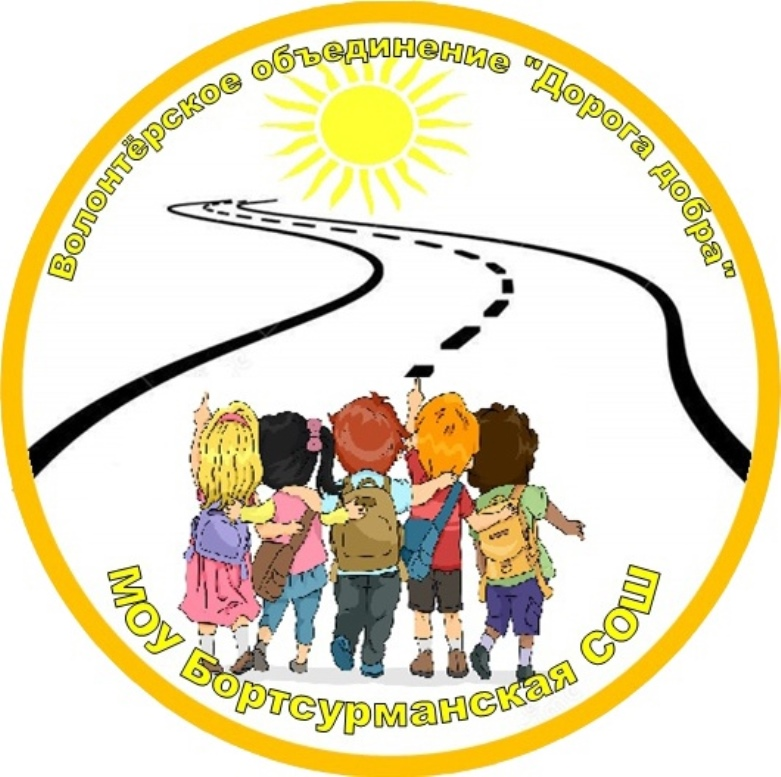 Волонтёрское объединение "Дорога добра"
МОУ Бортсурманская СОШ